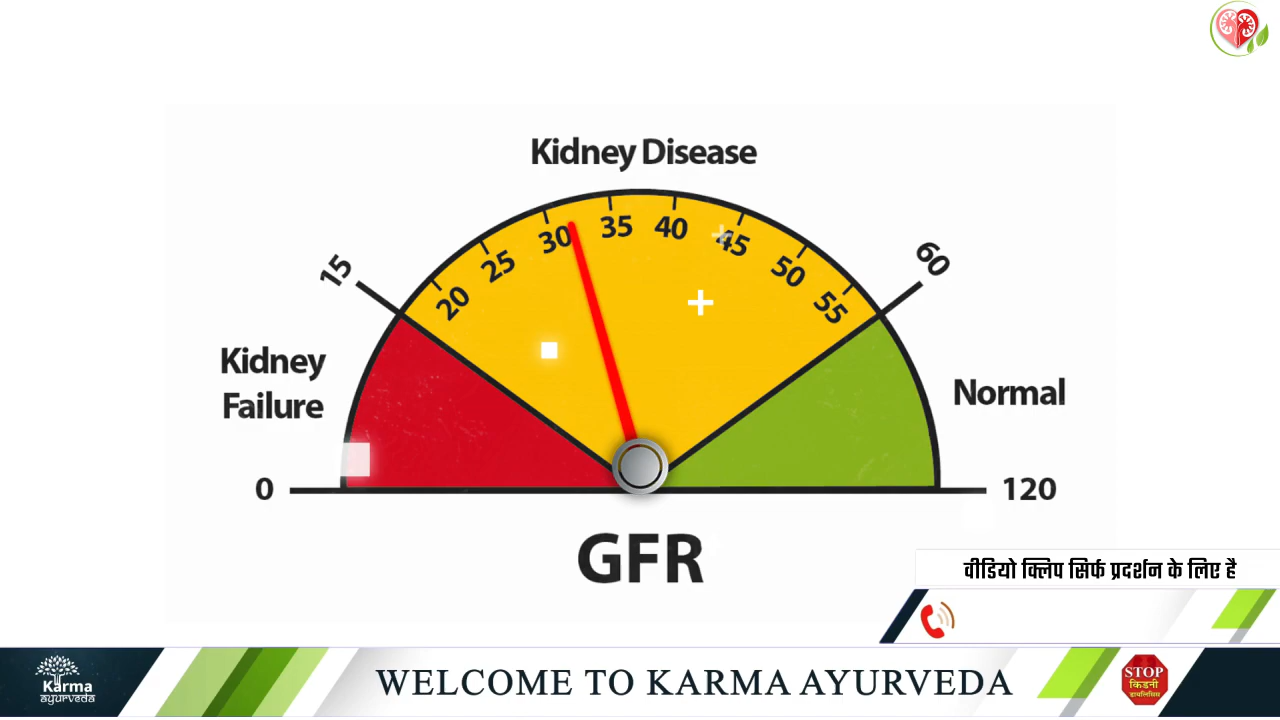 Kidney Disease
15
20
25
30
35
40
45
50
55
60
Kidney
Failure
Normal
0
120
GFR
वीडियो क्लिप सिर्फ प्रदर्शन के लिए है
Karma
ayurveda
WELCOME TO KARMA AYURVEDA
STOP
किडनी
डायलिसिस